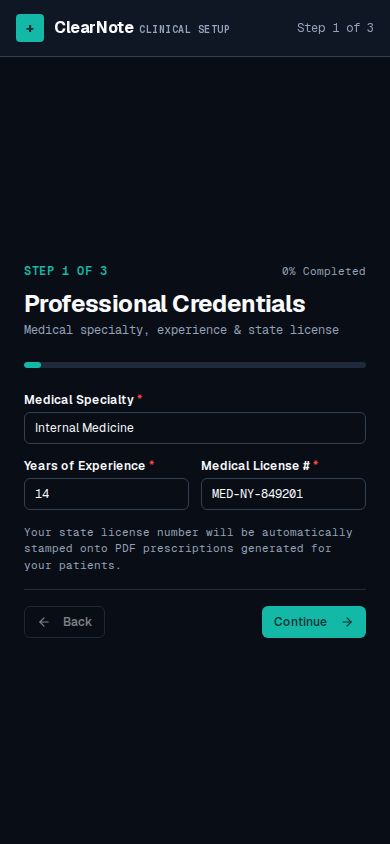 + ClearNote CLINICAL SETUP Step 1 of 3
STEP 1 OF 3 0% Completed
Professional Credentials
Medical specialty, experience & state license
Medical Specialty *
Internal Medicine
Years of Experience * Medical License # *
14 MED-NY-849201
Your state license number will be automatically
stamped onto PDF prescriptions generated for
your patients.
← Back Continue →